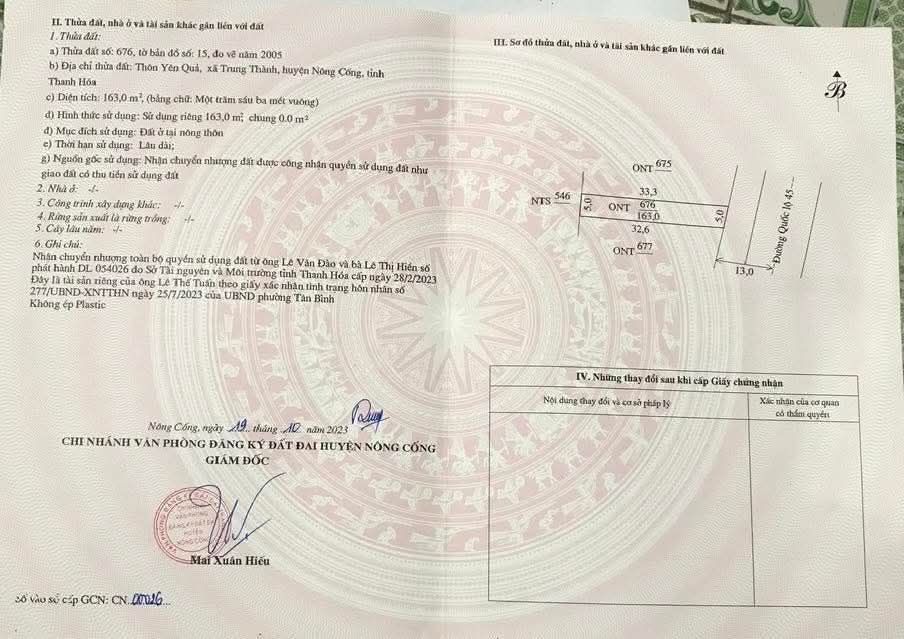 II. Thửa đất, nhà ở và tài sản khác gắn liền với đất
1. Thửa đất:
a) Thửa đất số: 676, tờ bản đồ số: 15, đo vẽ năm 2005
b) Địa chỉ thửa đất: Thôn Yên Quả, xã Trung Thành, huyện Nông Cống, tỉnh
Thanh Hóa
c) Diện tích: 163,0 m², (bằng chữ: Một trăm sáu ba mét vuông)
d) Hình thức sử dụng: Sử dụng riêng 163,0 m², chung 0.0 m²
đ) Mục đích sử dụng: Đất ở tại nông thôn
e) Thời hạn sử dụng: Lâu dài;
g) Nguồn gốc sử dụng: Nhận chuyển nhượng đất được công nhận quyền sử dụng đất như
giao đất có thu tiền sử dụng đất
2. Nhà ở: -/-
3. Công trình xây dựng khác: -/-
4. Rừng sản xuất là rừng trồng: -/-
5. Cây lâu năm: -/-
6. Ghi chú:
Nhận chuyển nhượng toàn bộ quyền sử dụng đất từ ông Lê Văn Đào và bà Lê Thị Hiền số
phát hành DL 054026 do Sở Tài nguyên và Môi trường tỉnh Thanh Hóa cấp ngày 28/2/2023
Đây là tài sản riêng của ông Lê Thế Tuấn theo giấy xác nhận tình trạng hôn nhân số
277/UBND-XNTTHN ngày 25/7/2023 của UBND phường Tân Bình
Không ép Plastic
Nông Cống, ngày 19 tháng 10 năm 2023
CHI NHÁNH VĂN PHÒNG ĐĂNG KÝ ĐẤT ĐAI HUYỆN NÔNG CỐNG
GIÁM ĐỐC
CHI NHÁNH
VĂN PHÒNG
ĐĂNG KÝ ĐẤT ĐAI
HUYỆN
NÔNG CỐNG
Mai Xuân Hiếu
Số vào sổ cấp GCN: CN 00026
III. Sơ đồ thửa đất, nhà ở và tài sản khác gắn liền với đất
B
ONT 675
NTS 546
33,3
5,0
ONT 676
163,0
5,0
32,6
ONT 677
13,0
Đường Quốc lộ 45
IV. Những thay đổi sau khi cấp Giấy chứng nhận
Nội dung thay đổi và cơ sở pháp lý
Xác nhận của cơ quan
có thẩm quyền